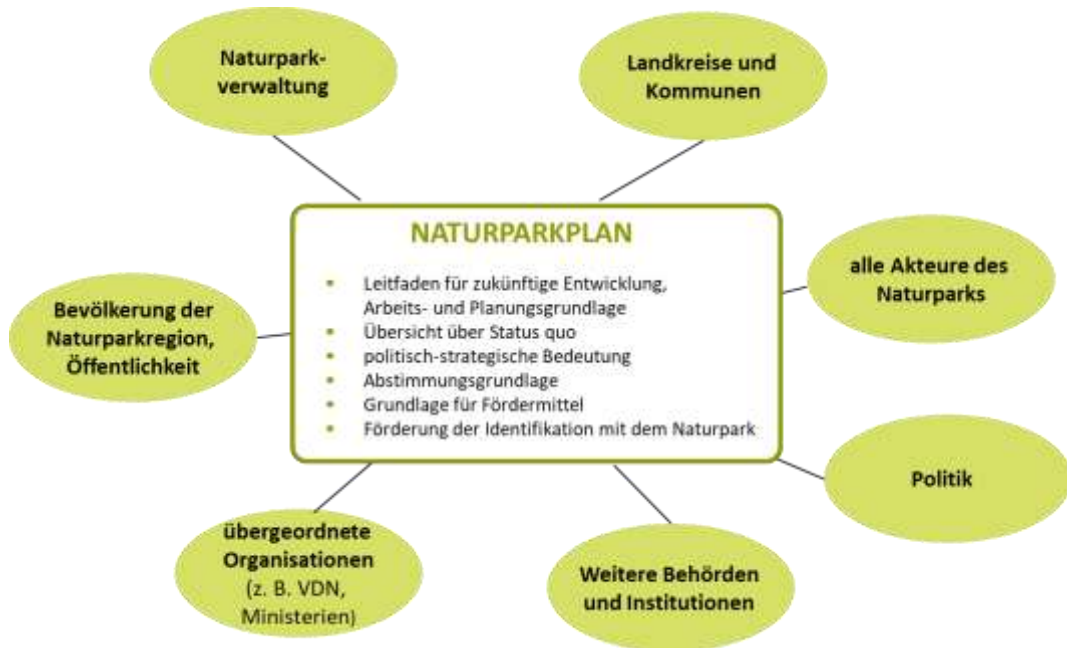 Naturpark-
verwaltung
Landkreise und
Kommunen
NATURPARKPLAN
• Leitfaden für zukünftige Entwicklung,
Arbeits- und Planungsgrundlage
• Übersicht über Status quo
• politisch-strategische Bedeutung
• Abstimmungsgrundlage
• Grundlage für Fördermittel
• Förderung der Identifikation mit dem Naturpark
alle Akteure des
Naturparks
Bevölkerung der
Naturparkregion,
Öffentlichkeit
Politik
übergeordnete
Organisationen
(z. B. VDN,
Ministerien)
Weitere Behörden
und Institutionen